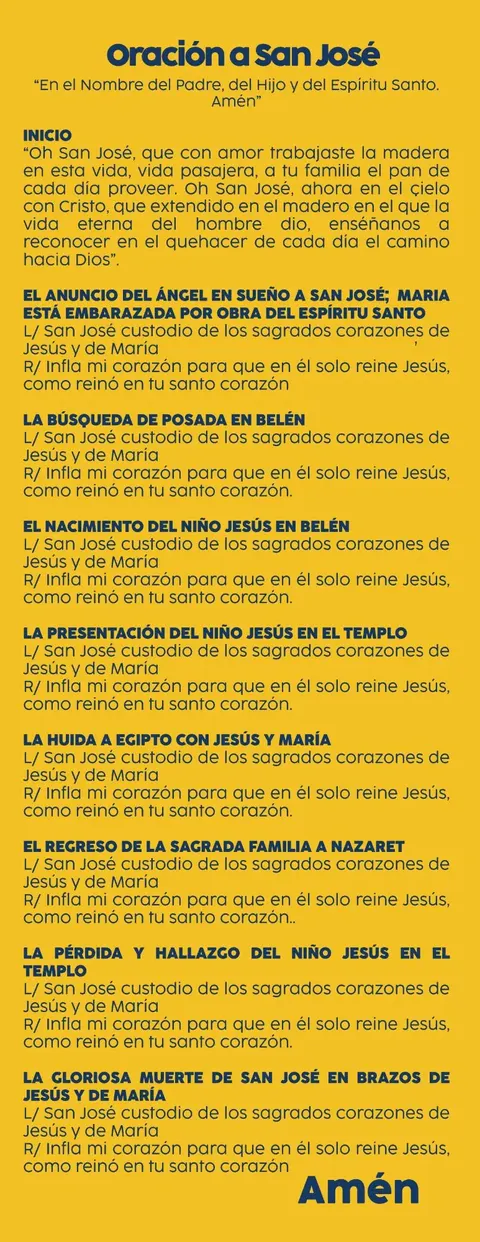 Oración a San José
“En el Nombre del Padre, del Hijo y del Espíritu Santo.
Amén”
INICIO
“Oh San José, que con amor trabajaste la madera
en esta vida, vida pasajera, a tu familia el pan de
cada día proveer. Oh San José, ahora en el çielo
con Cristo, que extendido en el madero en el que la
vida eterna del hombre dio, enséñanos a
reconocer en el quehacer de cada día el camino
hacia Dios”.
EL ANUNCIO DEL ÁNGEL EN SUEÑO A SAN JOSÉ; MARIA
ESTÁ EMBARAZADA POR OBRA DEL ESPÍRITU SANTO
L/ San José custodio de los sagrados corazones de
Jesús y de María
R/ Infla mi corazón para que en él solo reine Jesús,
como reinó en tu santo corazón
LA BÚSQUEDA DE POSADA EN BELÉN
L/ San José custodio de los sagrados corazones de
Jesús y de María
R/ Infla mi corazón para que en él solo reine Jesús,
como reinó en tu santo corazón.
EL NACIMIENTO DEL NIÑO JESÚS EN BELÉN
L/ San José custodio de los sagrados corazones de
Jesús y de María
R/ Infla mi corazón para que en él solo reine Jesús,
como reinó en tu santo corazón.
LA PRESENTACIÓN DEL NIÑO JESÚS EN EL TEMPLO
L/ San José custodio de los sagrados corazones de
Jesús y de María
R/ Infla mi corazón para que en él solo reine Jesús,
como reinó en tu santo corazón.
LA HUIDA A EGIPTO CON JESÚS Y MARÍA
L/ San José custodio de los sagrados corazones de
Jesús y de María
R/ Infla mi corazón para que en él solo reine Jesús,
como reinó en tu santo corazón.
EL REGRESO DE LA SAGRADA FAMILIA A NAZARET
L/ San José custodio de los sagrados corazones de
Jesús y de María
R/ Infla mi corazón para que en él solo reine Jesús,
como reinó en tu santo corazón..
LA PÉRDIDA Y HALLAZGO DEL NIÑO JESÚS EN EL
TEMPLO
L/ San José custodio de los sagrados corazones de
Jesús y de María
R/ Infla mi corazón para que en él solo reine Jesús,
como reinó en tu santo corazón.
LA GLORIOSA MUERTE DE SAN JOSÉ EN BRAZOS DE
JESÚS Y DE MARÍA
L/ San José custodio de los sagrados corazones de
Jesús y de María
R/ Infla mi corazón para que en él solo reine Jesús,
como reinó en tu santo corazón
Amén